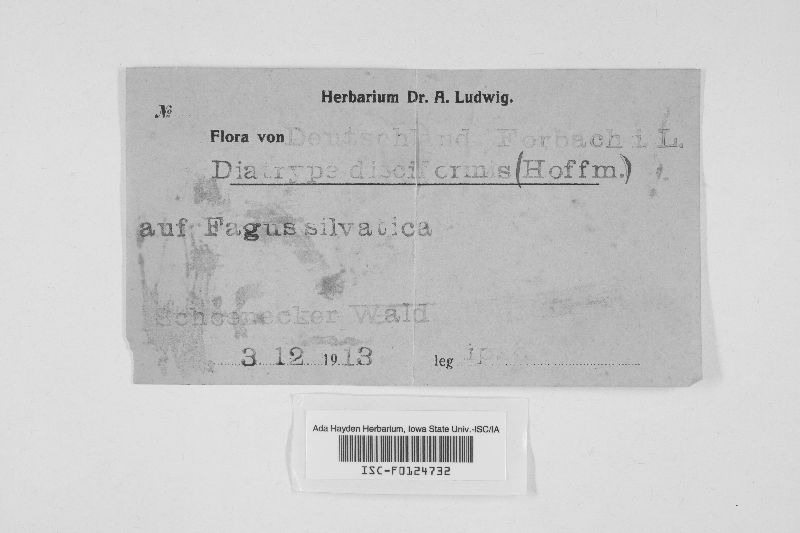 Herbarium Dr. A. Ludwig.
№
Flora von Deutschland, Forbach i L.
Diatrype disciformis (Hoffm.)
auf Fagus silvatica
Schoenecker Wald
3 12 1913 leg ipse
Ada Hayden Herbarium, Iowa State Univ.-ISC/IA
ISC-F0124732